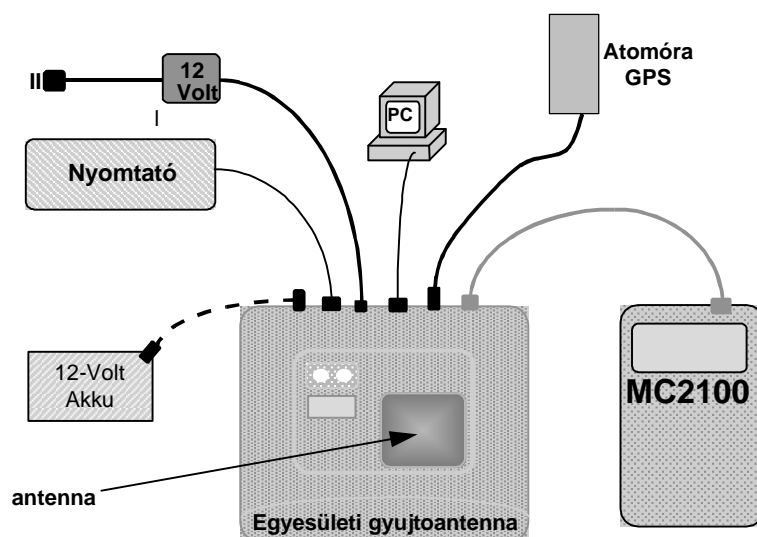 12
Volt
Atomóra
GPS
PC
Nyomtató
12-Volt
Akku
MC2100
antenna
Egyesületi gyujtoantenna